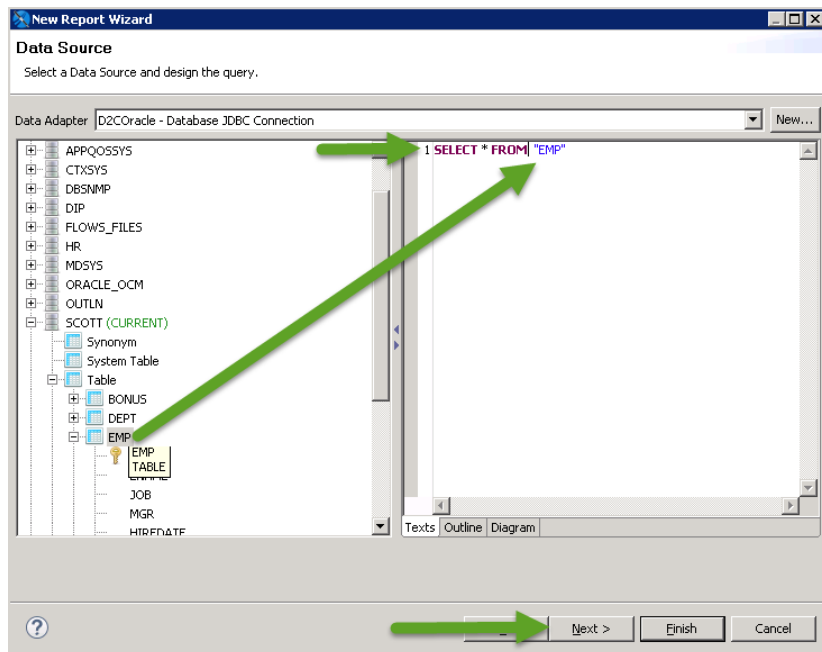 New Report Wizard
Data Source
Select a Data Source and design the query.
Data Adapter D2COracle - Database JDBC Connection New...
APPQOSSYS
CTXSYS
DBSNMP
DIP
FLOWS_FILES
HR
MDSYS
ORACLE_OCM
OUTLN
SCOTT (CURRENT)
Synonym
System Table
Table
BONUS
DEPT
EMP
EMP
TABLE
ENAME
JOB
MGR
HIREDATE
1 SELECT * FROM "EMP"
Texts Outline Diagram
Next > Finish Cancel